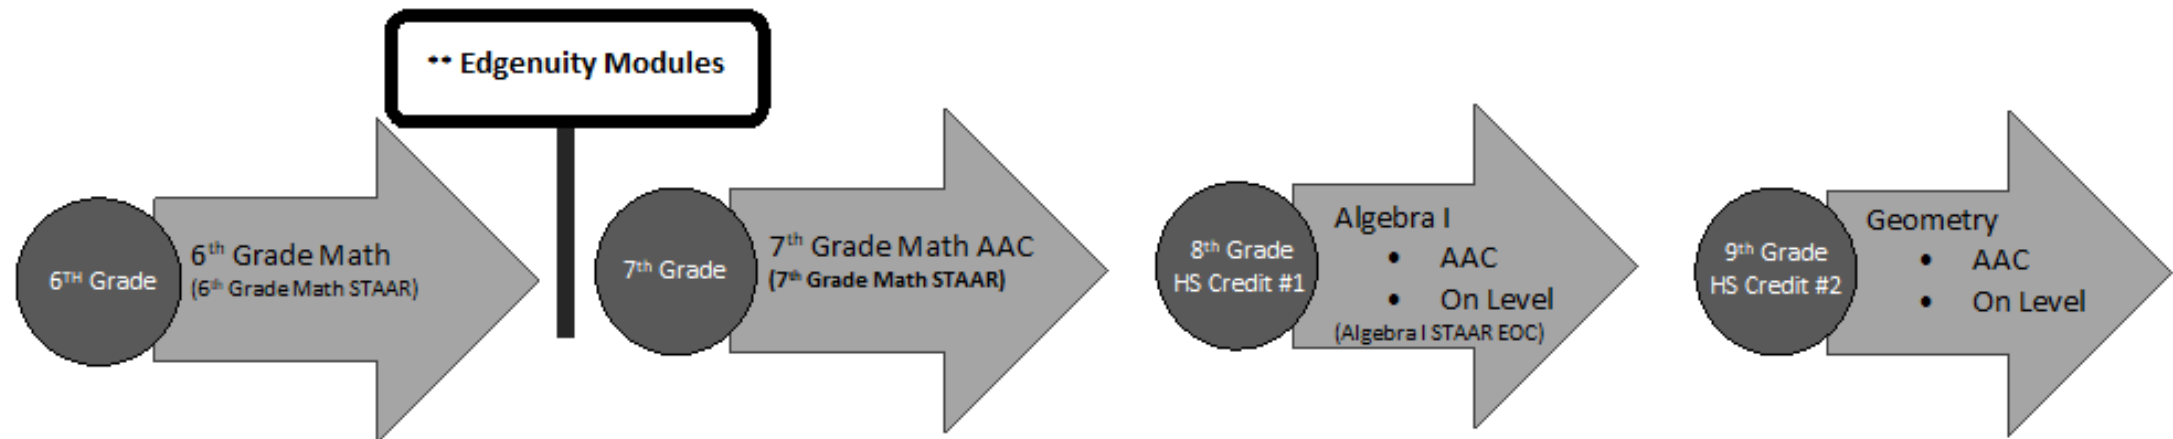 ** Edgenuity Modules
6TH Grade
6th Grade Math
(6th Grade Math STAAR)
7th Grade
7th Grade Math AAC
(7th Grade Math STAAR)
8th Grade
HS Credit #1
Algebra I
• AAC
• On Level
(Algebra I STAAR EOC)
9th Grade
HS Credit #2
Geometry
• AAC
• On Level